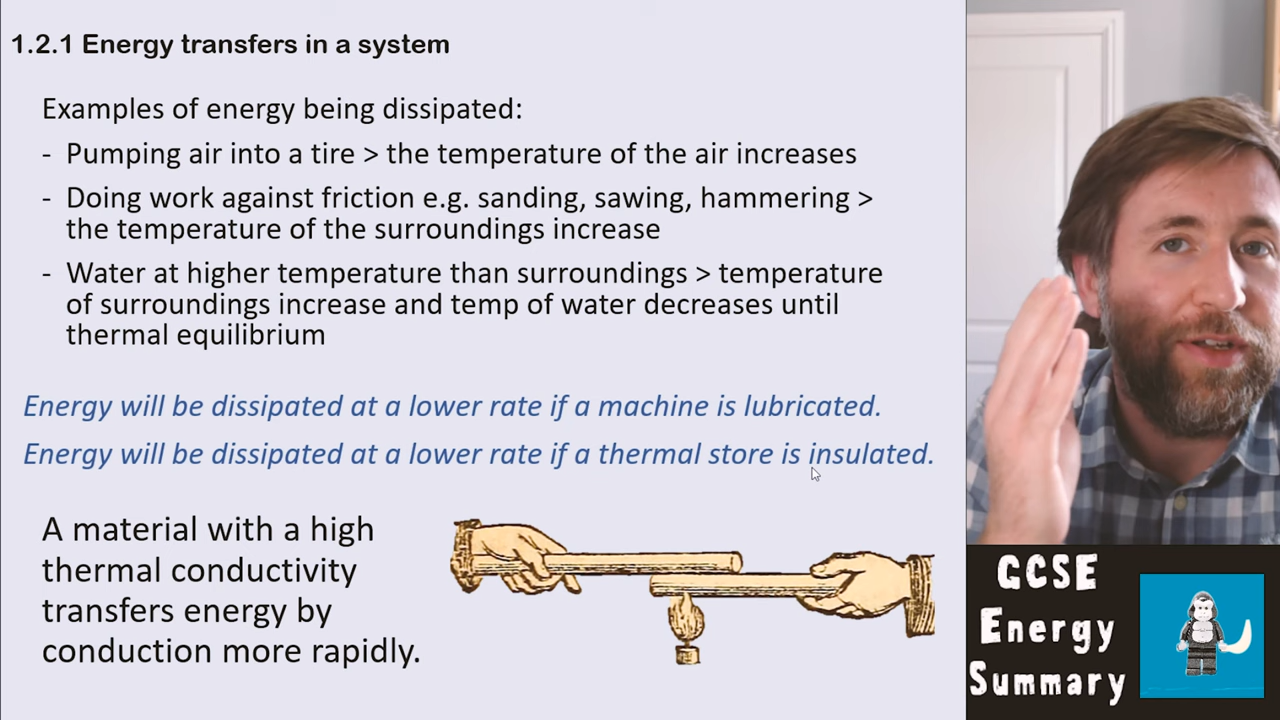 1.2.1 Energy transfers in a system
Examples of energy being dissipated:
- Pumping air into a tire > the temperature of the air increases
- Doing work against friction e.g. sanding, sawing, hammering >
the temperature of the surroundings increase
- Water at higher temperature than surroundings > temperature
of surroundings increase and temp of water decreases until
thermal equilibrium
Energy will be dissipated at a lower rate if a machine is lubricated.
Energy will be dissipated at a lower rate if a thermal store is insulated.
A material with a high
thermal conductivity
transfers energy by
conduction more rapidly.
GCSE
Energy
Summary